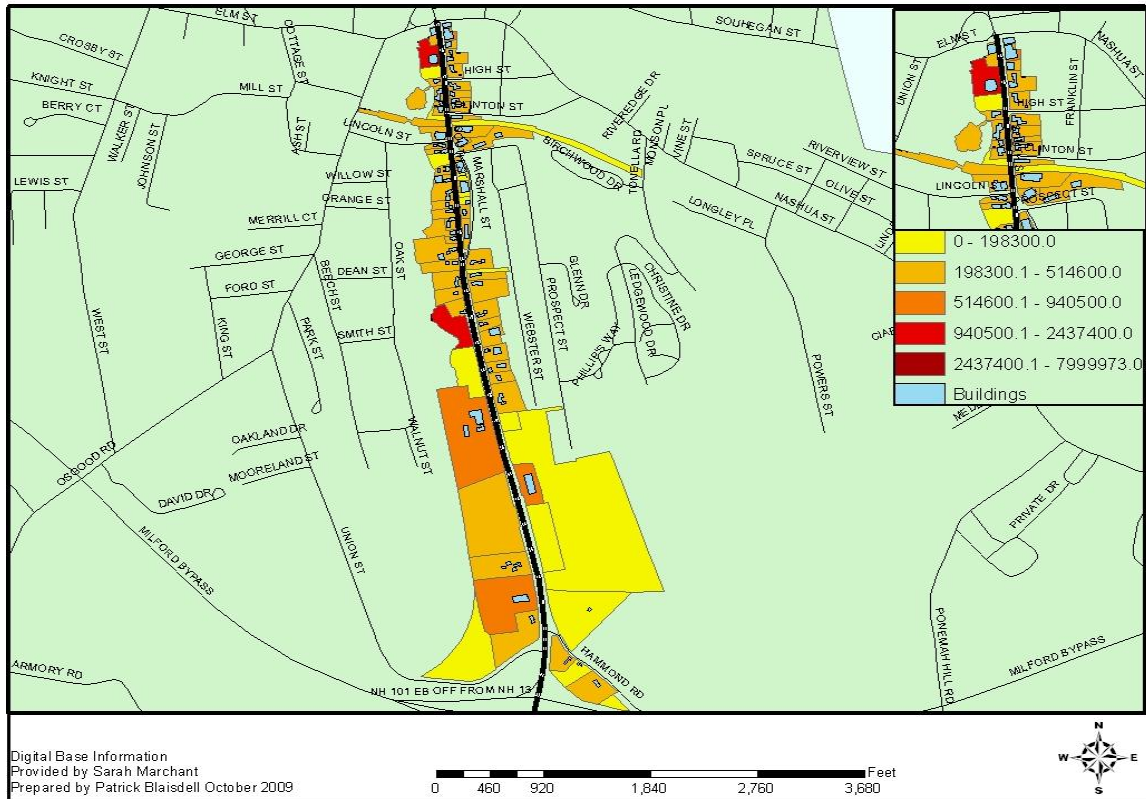 ELM ST
CROSBY ST
COTTAGE ST
SOUHEGAN ST
KNIGHT ST
MILL ST
HIGH ST
BERRY CT
CLINTON ST
WALKER ST
JOHNSON ST
ASH ST
LINCOLN ST
RIVEREDGE DR
MONSON PL
VINE ST
TONELLA RD
BIRCHWOOD DR
SPRUCE ST
RIVERVIEW ST
OLIVE ST
NASHUA ST
LEWIS ST
WILLOW ST
ORANGE ST
MARSHALL ST
LONGLEY PL
MERRILL CT
GEORGE ST
OAK ST
BEECH ST
DEAN ST
FORD ST
GLENN DR
CHRISTINE DR
LEDGEWOOD DR
PROSPECT ST
WEBSTER ST
PHILLIPS WAY
WEST ST
KING ST
PARK ST
SMITH ST
POWERS ST
OAKLAND DR
WALNUT ST
OSGOOD RD
MOORELAND ST
DAVID DR
MILFORD BYPASS
UNION ST
PRIVATE DR
PONEMAH HILL RD
MILFORD BYPASS
HAMMOND RD
ARMORY RD
NH 101 EB OFF FROM NH 13
ELM ST
NASHUA ST
UNION ST
HIGH ST
FRANKLIN ST
CLINTON ST
LINCOLN S
PROSPECT ST
0 - 198300.0
198300.1 - 514600.0
514600.1 - 940500.0
940500.1 - 2437400.0
2437400.1 - 7999973.0
Buildings
Digital Base Information
Provided by Sarah Marchant
Prepared by Patrick Blaisdell October 2009
Feet
0 460 920 1,840 2,760 3,680
N
W E
S